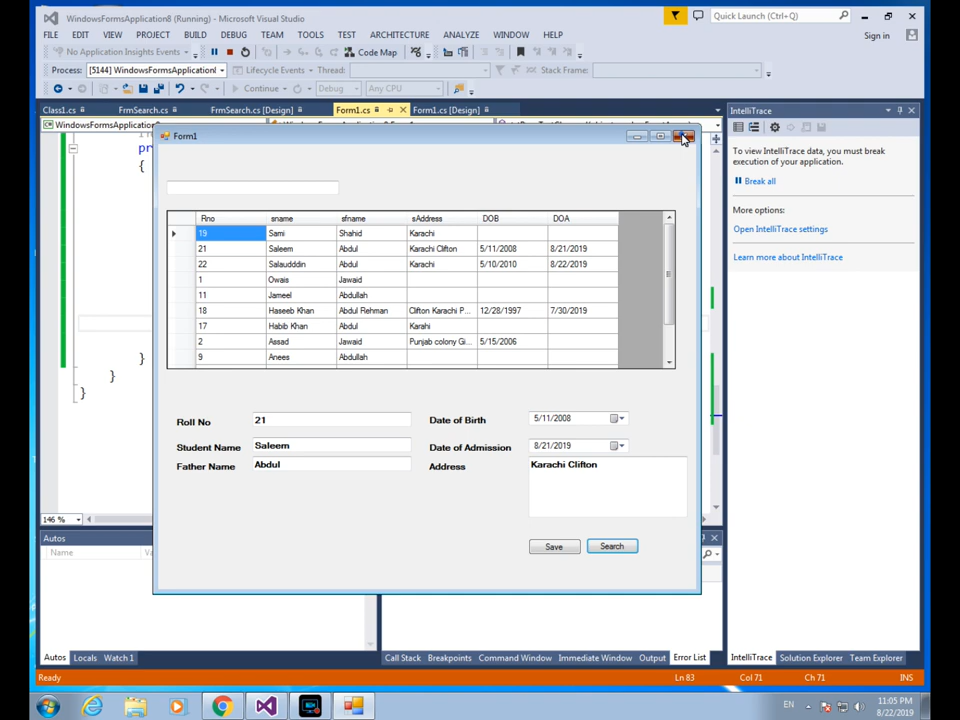 WindowsFormsApplication8 (Running) - Microsoft Visual Studio
Quick Launch (Ctrl+Q)
FILE EDIT VIEW PROJECT BUILD DEBUG TEAM TOOLS TEST ARCHITECTURE ANALYZE WINDOW HELP
Sign in
No Application Insights Events
Code Map
Process: [5144] WindowsFormsApplication
Lifecycle Events
Thread:
Stack Frame:
Continue
Debug
Any CPU
Class1.cs FrmSearch.cs FrmSearch.cs [Design] Form1.cs Form1.cs [Design]
IntelliTrace
WindowsFormsApplication
Form1
To view IntelliTrace data, you must break
execution of your application.
Break all
More options:
Open IntelliTrace settings
Learn more about IntelliTrace
pr
{
}
}
}
Rno sname sfname sAddress DOB DOA
19 Sami Shahid Karachi
21 Saleem Abdul Karachi Clifton 5/11/2008 8/21/2019
22 Salaudddin Abdul Karachi 5/10/2010 8/22/2019
1 Owais Jawaid
11 Jameel Abdullah
18 Haseeb Khan Abdul Rehman Clifton Karachi P... 12/28/1997 7/30/2019
17 Habib Khan Abdul Karahi
2 Assad Jawaid Punjab colony Gi... 5/15/2006
9 Anees Abdullah
Roll No 21 Date of Birth 5/11/2008
Student Name Saleem Date of Admission 8/21/2019
Father Name Abdul Address Karachi Clifton
Save Search
146 %
Autos
Name
Autos Locals Watch 1
Call Stack Breakpoints Command Window Immediate Window Output Error List
IntelliTrace Solution Explorer Team Explorer
Ready
Ln 83 Col 71 Ch 71 INS
EN
11:05 PM
8/22/2019